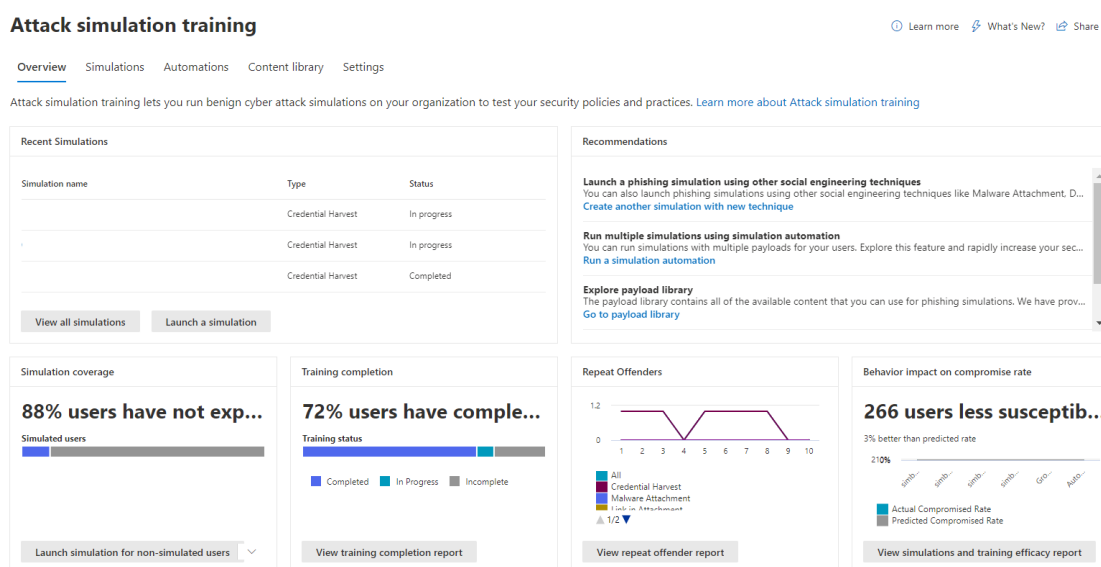 Attack simulation training
Learn more What's New? Share
Overview Simulations Automations Content library Settings
Attack simulation training lets you run benign cyber attack simulations on your organization to test your security policies and practices. Learn more about Attack simulation training
Recent Simulations
Simulation name Type Status
Credential Harvest In progress
Credential Harvest In progress
Credential Harvest Completed
View all simulations Launch a simulation
Recommendations
Launch a phishing simulation using other social engineering techniques
You can also launch phishing simulations using other social engineering techniques like Malware Attachment, D...
Create another simulation with new technique
Run multiple simulations using simulation automation
You can run simulations with multiple payloads for your users. Explore this feature and rapidly increase your sec...
Run a simulation automation
Explore payload library
The payload library contains all of the available content that you can use for phishing simulations. We have prov...
Go to payload library
Simulation coverage
88% users have not exp...
Simulated users
Launch simulation for non-simulated users
Training completion
72% users have comple...
Training status
Completed In Progress Incomplete
View training completion report
Repeat Offenders
1.2
0
1 2 3 4 5 6 7 8 9 10
All
Credential Harvest
Malware Attachment
Link in Attachment
1/2
View repeat offender report
Behavior impact on compromise rate
266 users less susceptib...
3% better than predicted rate
210%
simb... simb... simb... simb... Gro... Auto...
Actual Compromised Rate
Predicted Compromised Rate
View simulations and training efficacy report